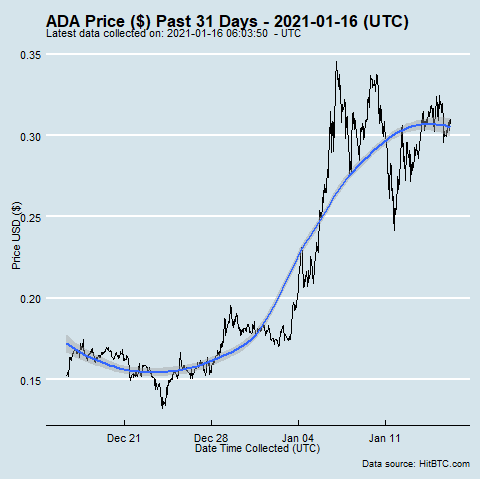 ADA Price ($) Past 31 Days - 2021-01-16 (UTC)
Latest data collected on: 2021-01-16 06:03:50 - UTC
0.35
0.30
0.25
0.20
0.15
Price USD ($)
Dec 21 Dec 28 Jan 04 Jan 11
Date Time Collected (UTC)
Data source: HitBTC.com